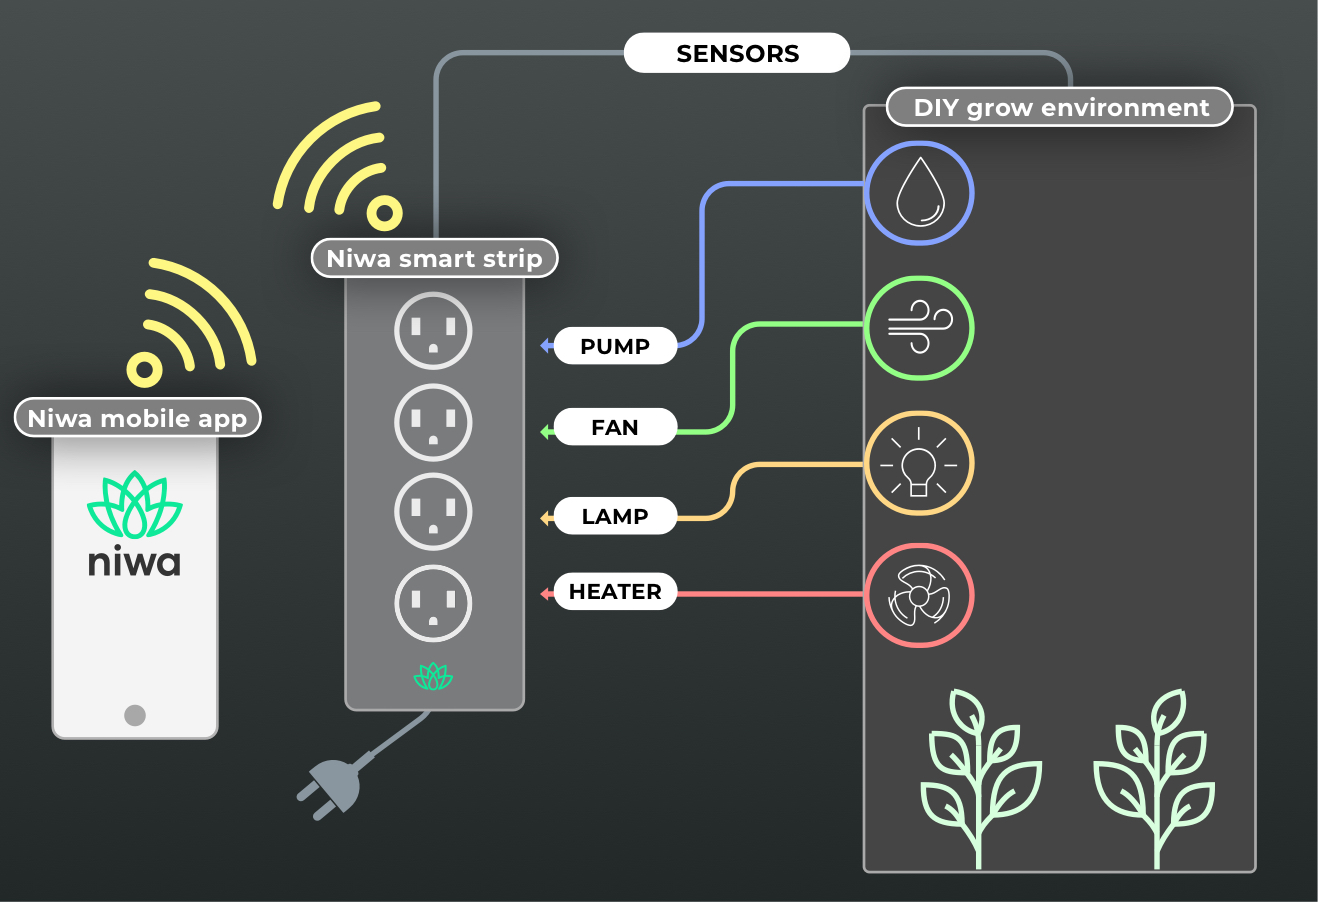 SENSORS
DIY grow environment
Niwa smart strip
PUMP
Niwa mobile app
FAN
LAMP
niwa
HEATER